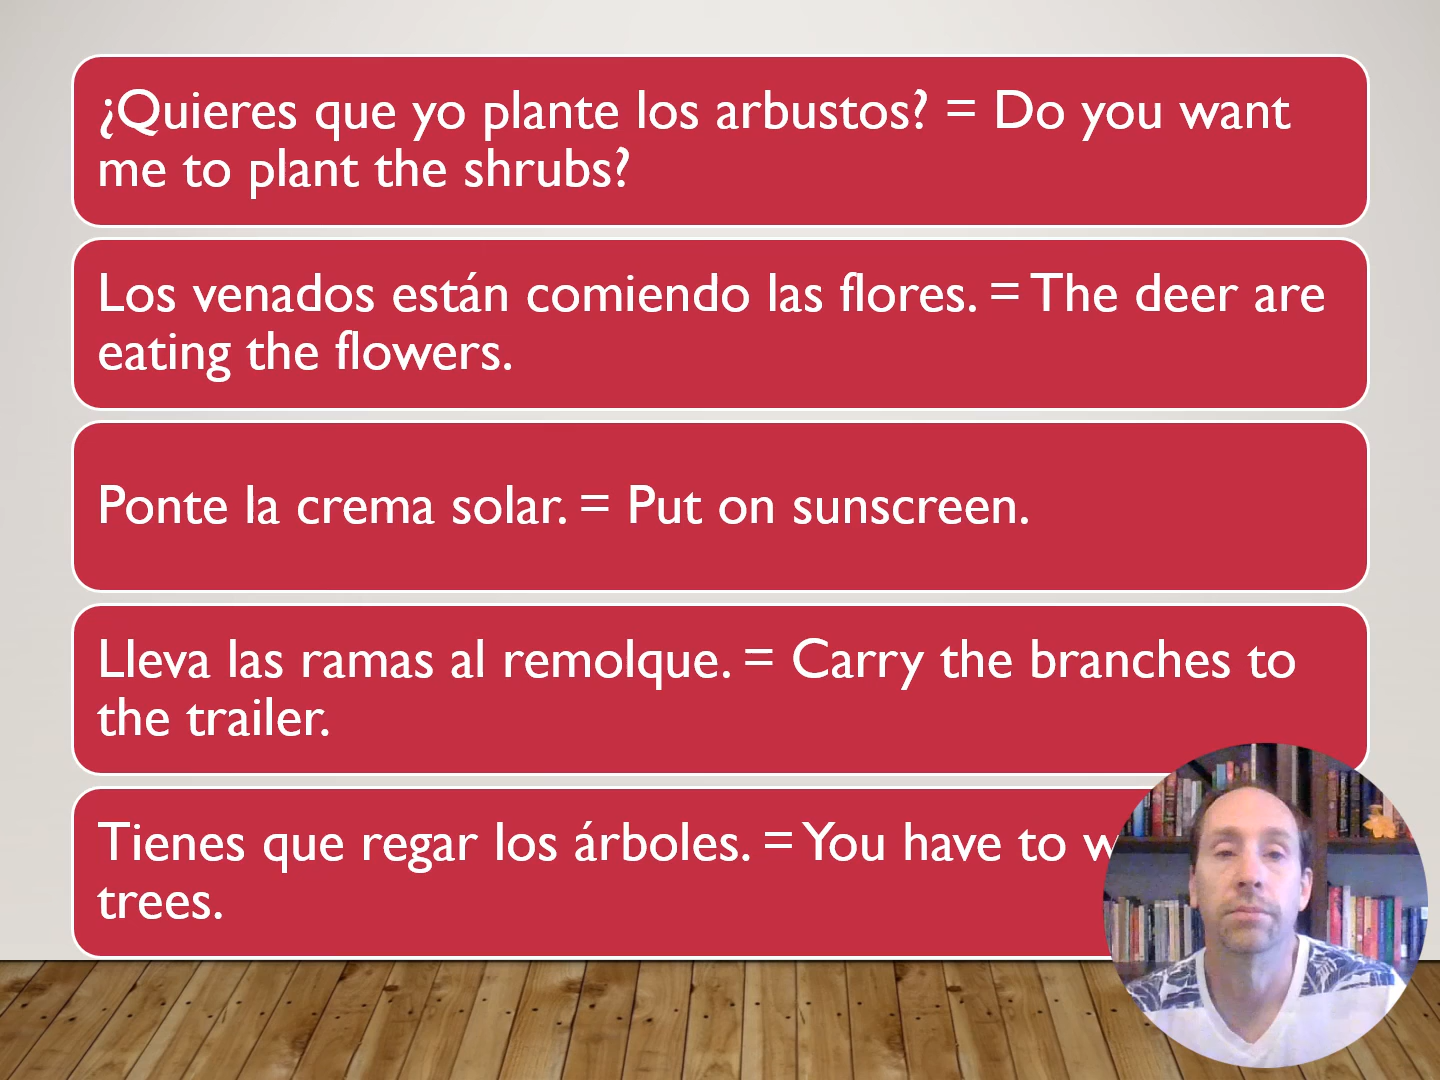 ¿Quieres que yo plante los arbustos? = Do you want
me to plant the shrubs?
Los venados están comiendo las flores. = The deer are
eating the flowers.
Ponte la crema solar. = Put on sunscreen.
Lleva las ramas al remolque. = Carry the branches to
the trailer.
Tienes que regar los árboles. = You have to
trees.